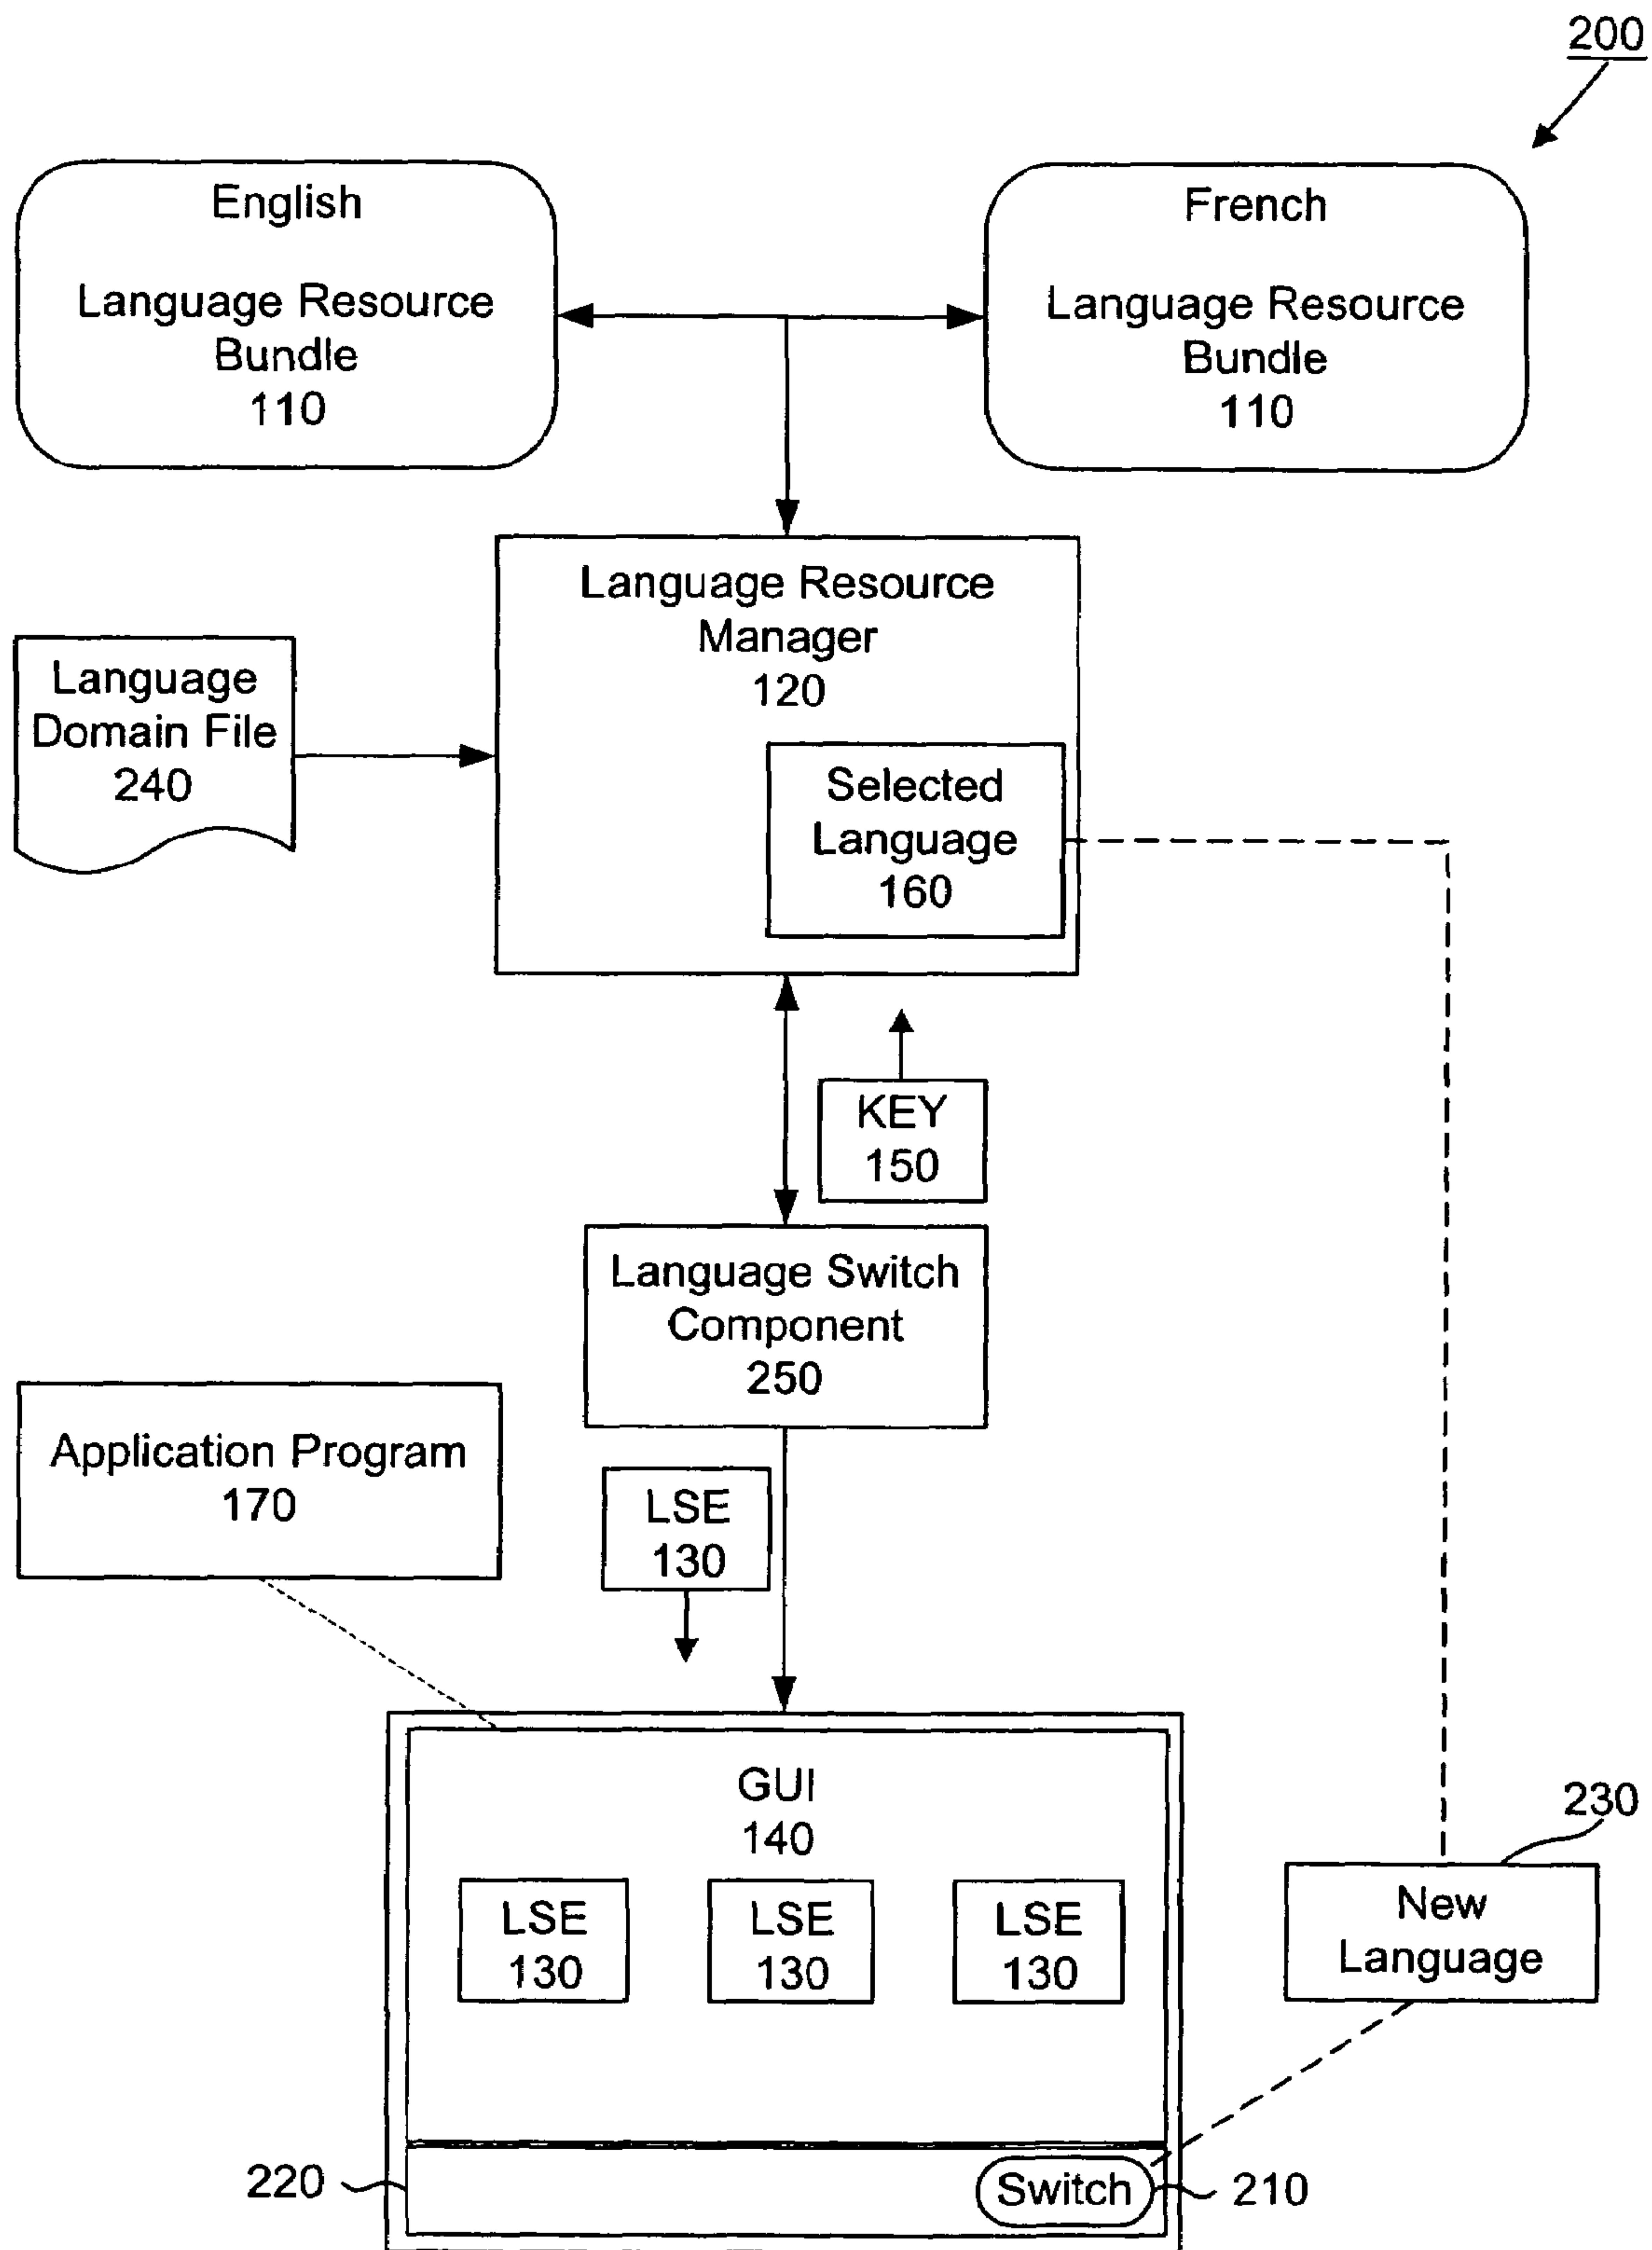 200
English
Language Resource
Bundle
110
French
Language Resource
Bundle
110
Language Resource
Manager
120
Language
Domain File
240
Selected
Language
160
KEY
150
Language Switch
Component
250
Application Program
170
LSE
130
GUI
140
LSE
130
LSE
130
LSE
130
230
New
Language
220
Switch
210